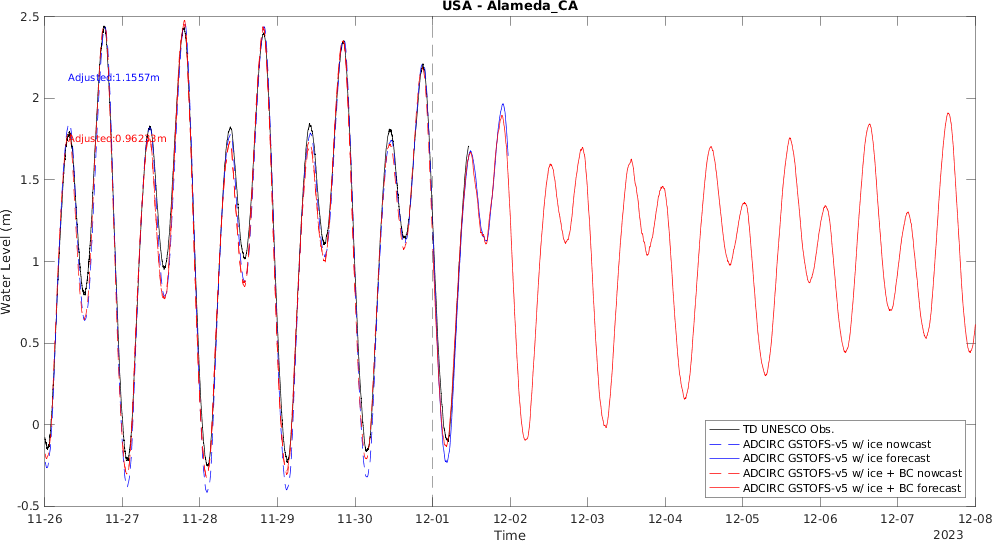 USA - Alameda_CA
2.5
2
1.5
1
0.5
0
-0.5
Water Level (m)
Adjusted:1.1557m
Adjusted:0.96233m
TD UNESCO Obs.
ADCIRC GSTOFS-v5 w/ ice nowcast
ADCIRC GSTOFS-v5 w/ ice forecast
ADCIRC GSTOFS-v5 w/ ice + BC nowcast
ADCIRC GSTOFS-v5 w/ ice + BC forecast
11-26 11-27 11-28 11-29 11-30 12-01 12-02 12-03 12-04 12-05 12-06 12-07 12-08
Time
2023